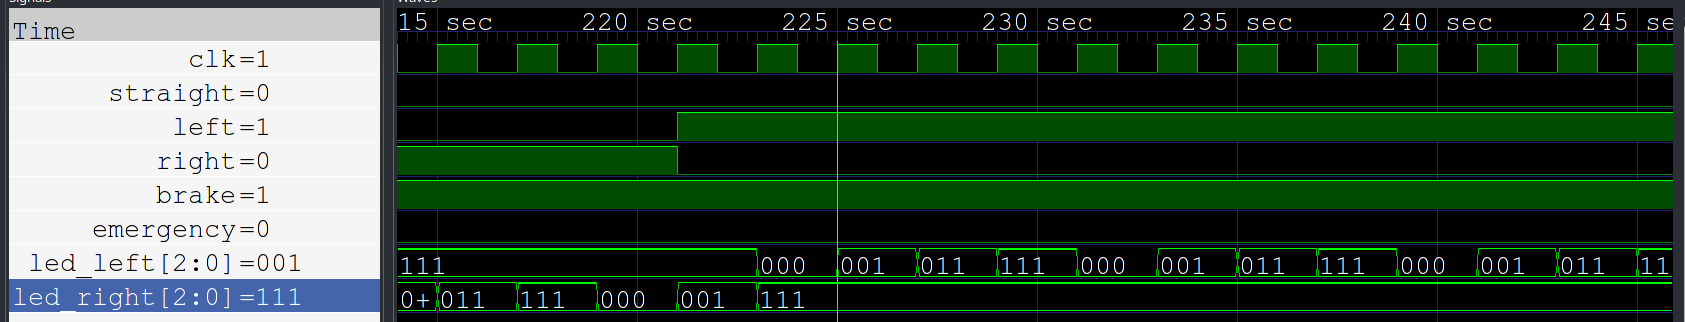 Signals
Waves
Time
15 sec 220 sec 225 sec 230 sec 235 sec 240 sec 245 se
clk=1
straight=0
left=1
right=0
brake=1
emergency=0
led_left[2:0]=001
111 000 001 011 111 000 001 011 111 000 001 011 11
led_right[2:0]=111
0+ 011 111 000 001 111